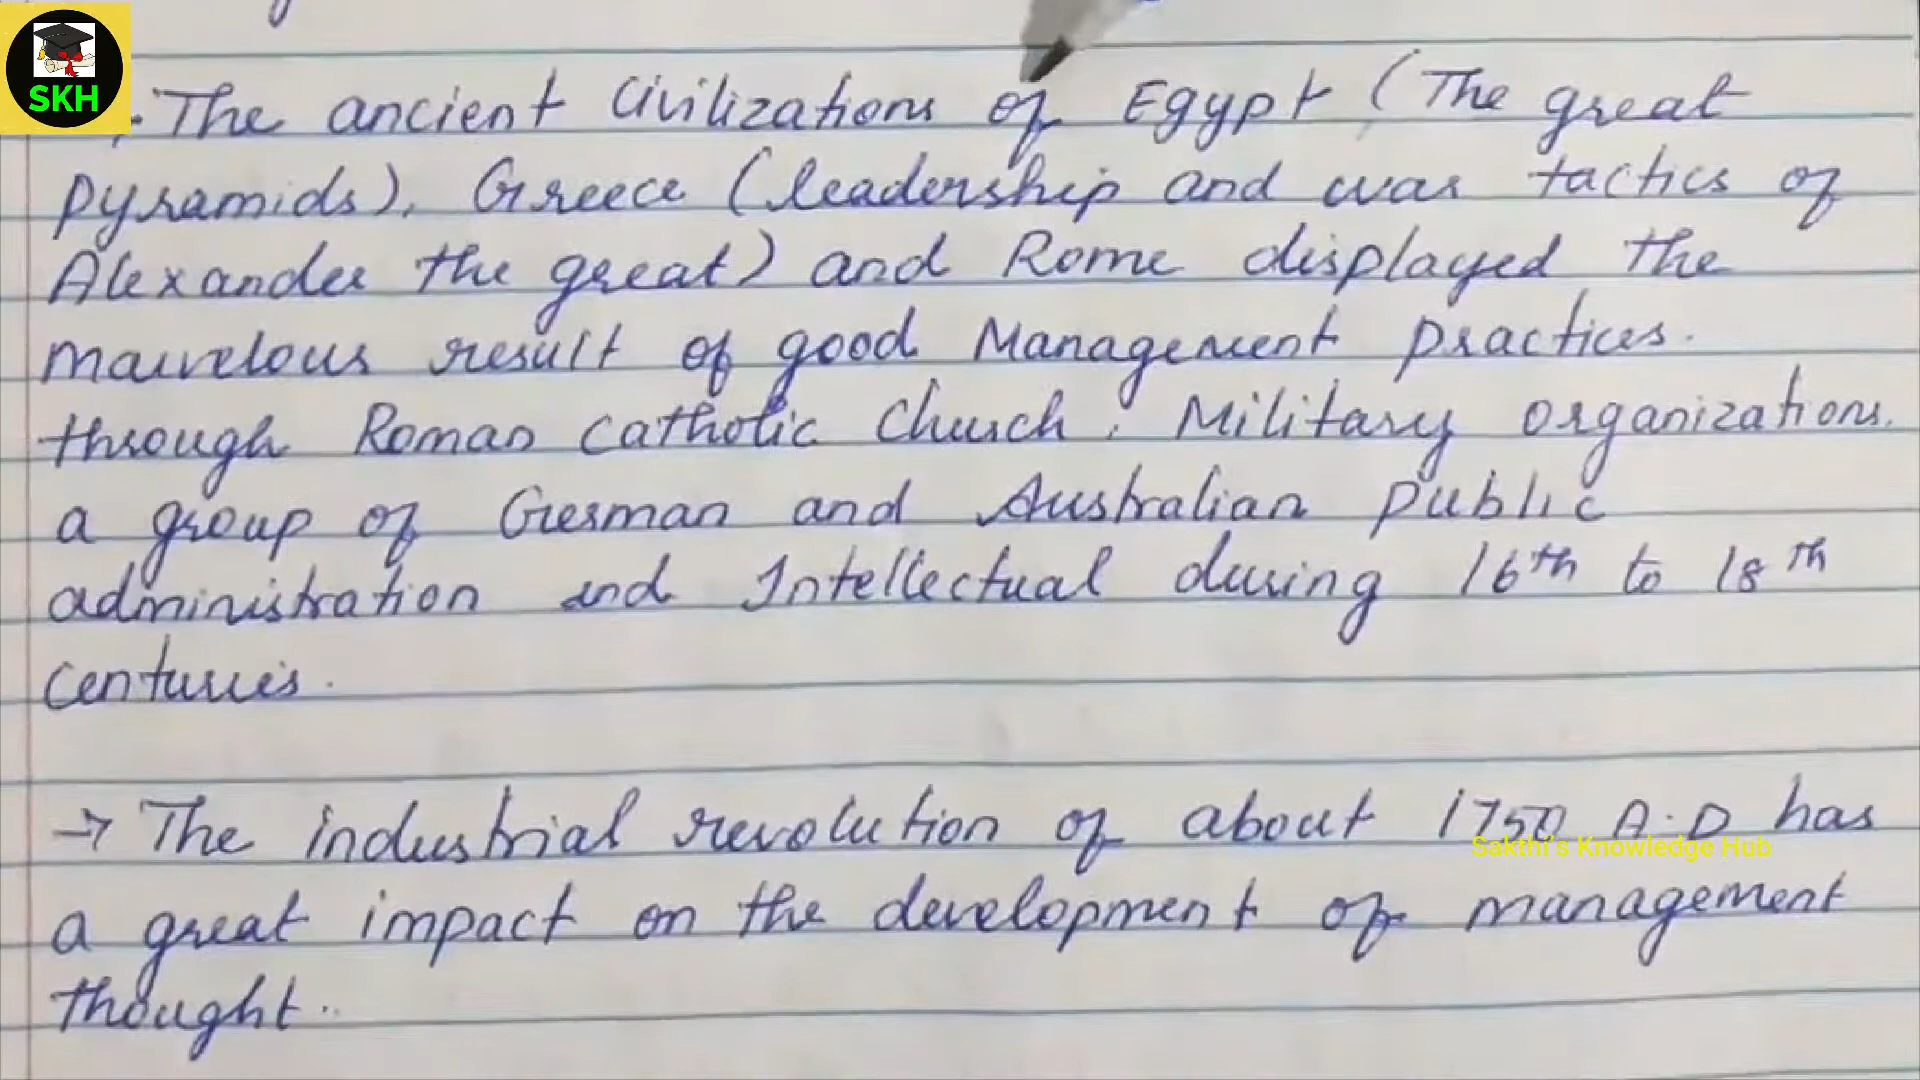 SKH
The ancient Civilizations of Egypt (The great
pyramids), Greece (leadership and war tactics of
Alexander the great) and Rome displayed the
marvelous result of good Management practices.
through Roman catholic Church, Military organizations,
a group of German and Australian public
administration and Intellectual during 16th to 18th
centuries.
→ The industrial revolution of about 1750 A.D has
Sakthi's Knowledge Hub
a great impact on the development of management
thought..